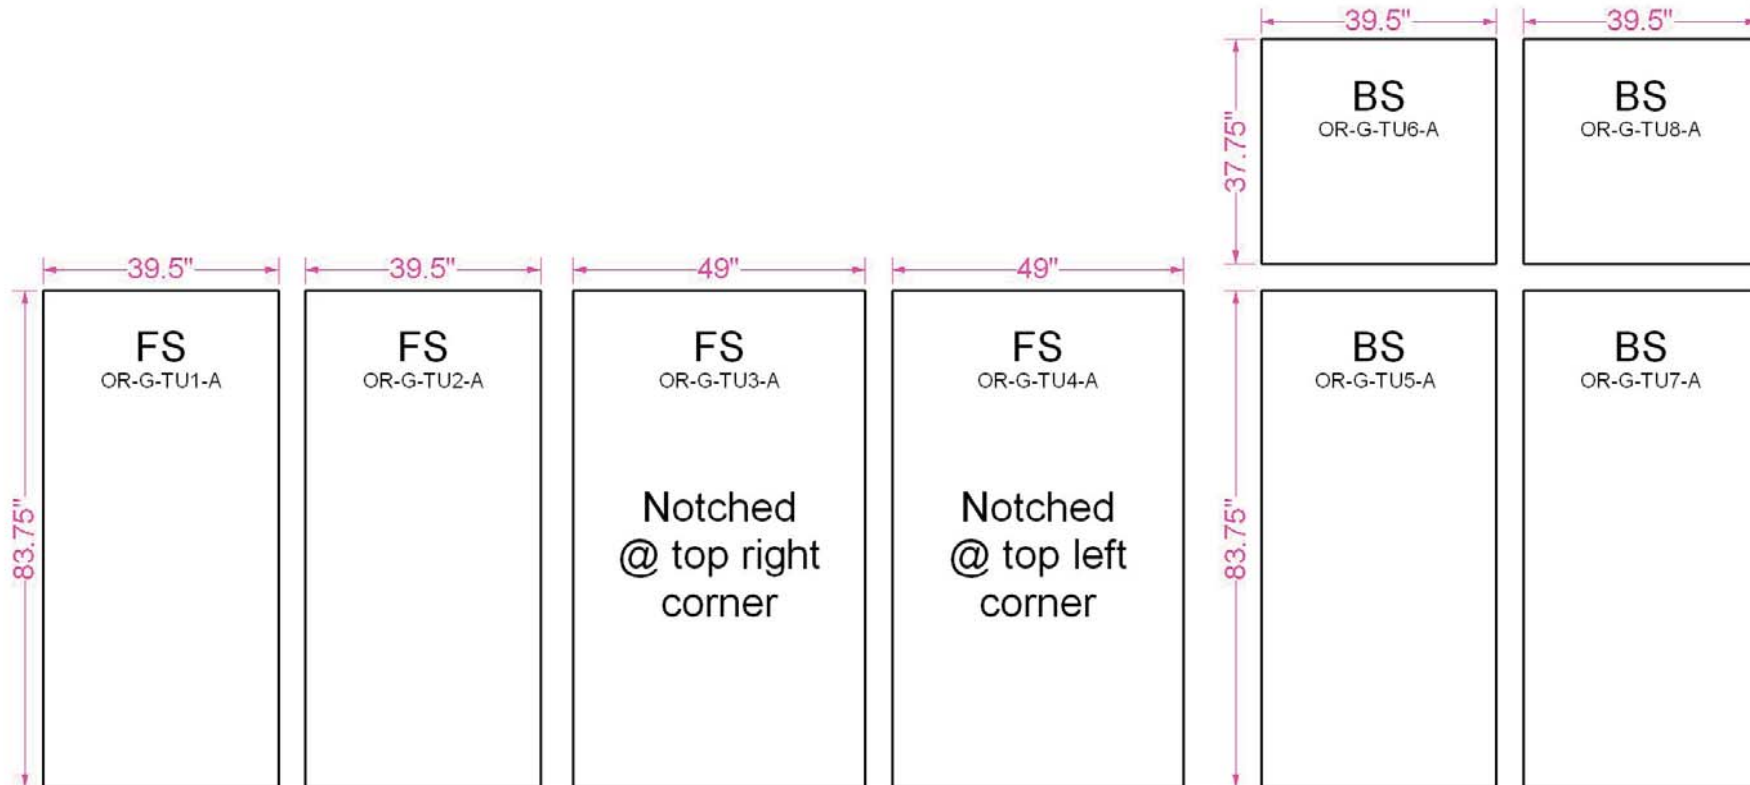 39.5"
39.5"
37.75"
BS
OR-G-TU6-A
BS
OR-G-TU8-A
39.5"
39.5"
49"
49"
83.75"
FS
OR-G-TU1-A
FS
OR-G-TU2-A
FS
OR-G-TU3-A
Notched
@ top right
corner
FS
OR-G-TU4-A
Notched
@ top left
corner
83.75"
BS
OR-G-TU5-A
BS
OR-G-TU7-A